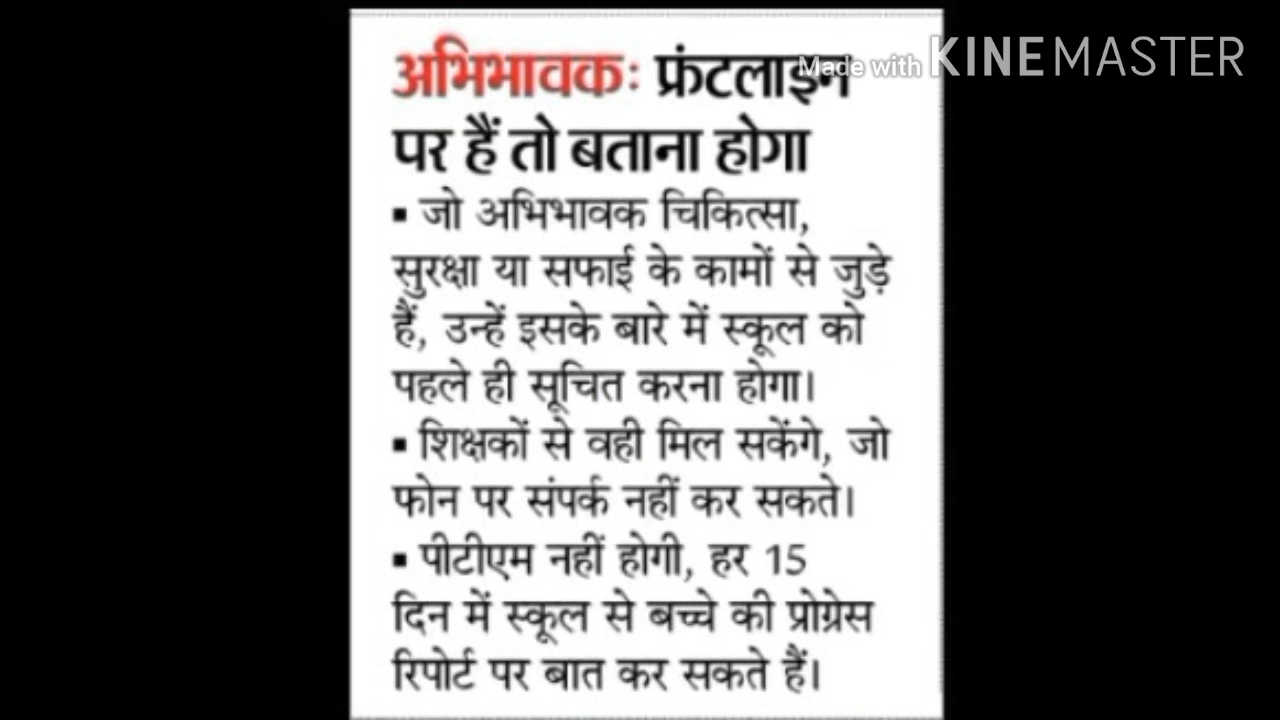 अभिभावकः फ्रंटलाइन
पर हैं तो बताना होगा
▪ जो अभिभावक चिकित्सा,
सुरक्षा या सफाई के कामों से जुड़े
हैं, उन्हें इसके बारे में स्कूल को
पहले ही सूचित करना होगा।
▪ शिक्षकों से वही मिल सकेंगे, जो
फोन पर संपर्क नहीं कर सकते।
▪ पीटीएम नहीं होगी, हर 15
दिन में स्कूल से बच्चे की प्रोग्रेस
रिपोर्ट पर बात कर सकते हैं।
Made with KINEMASTER